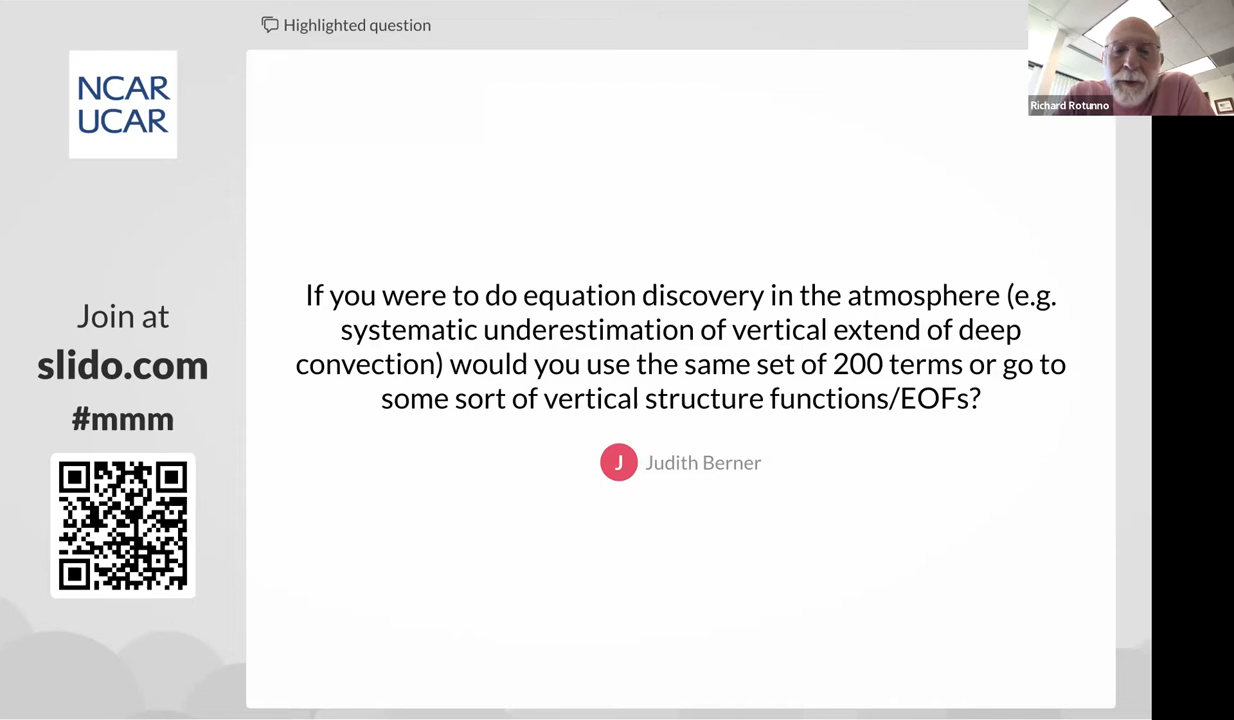 Highlighted question
NCAR
UCAR
Richard Rotunno
If you were to do equation discovery in the atmosphere (e.g.
systematic underestimation of vertical extend of deep
convection) would you use the same set of 200 terms or go to
some sort of vertical structure functions/EOFs?
J Judith Berner
Join at
slido.com
#mmm